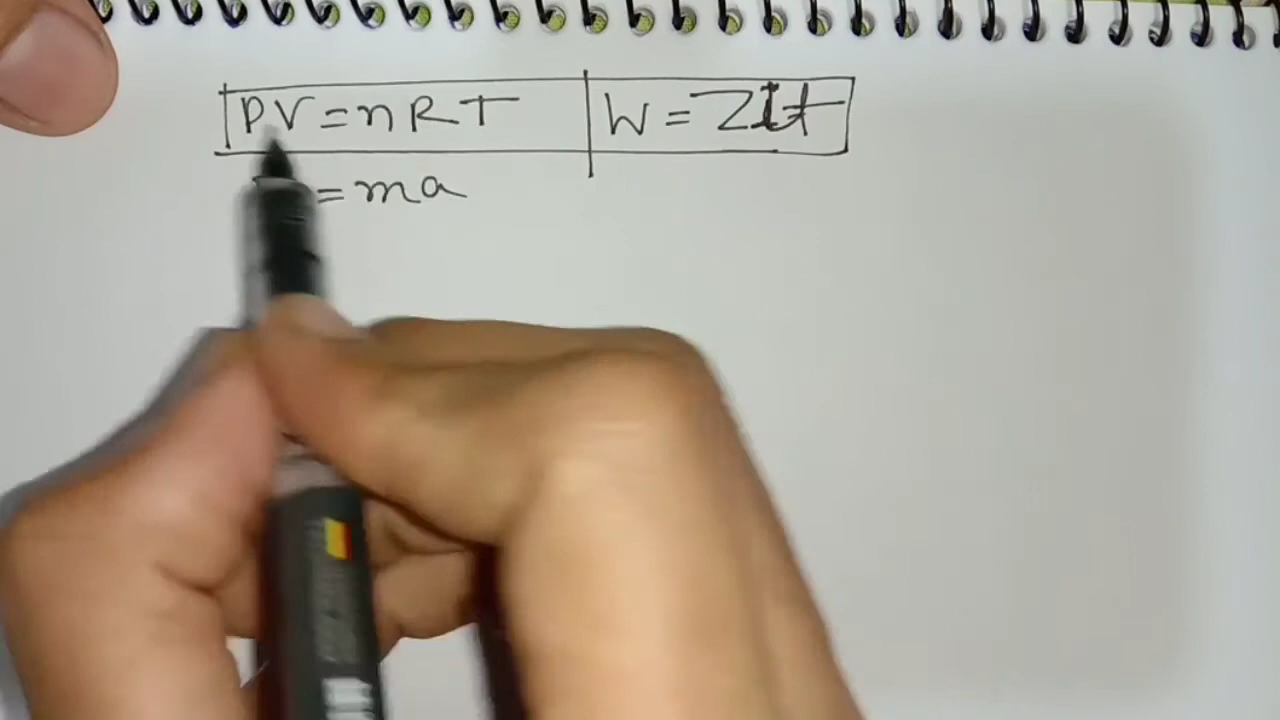 PV = nRT W = Zit
= ma